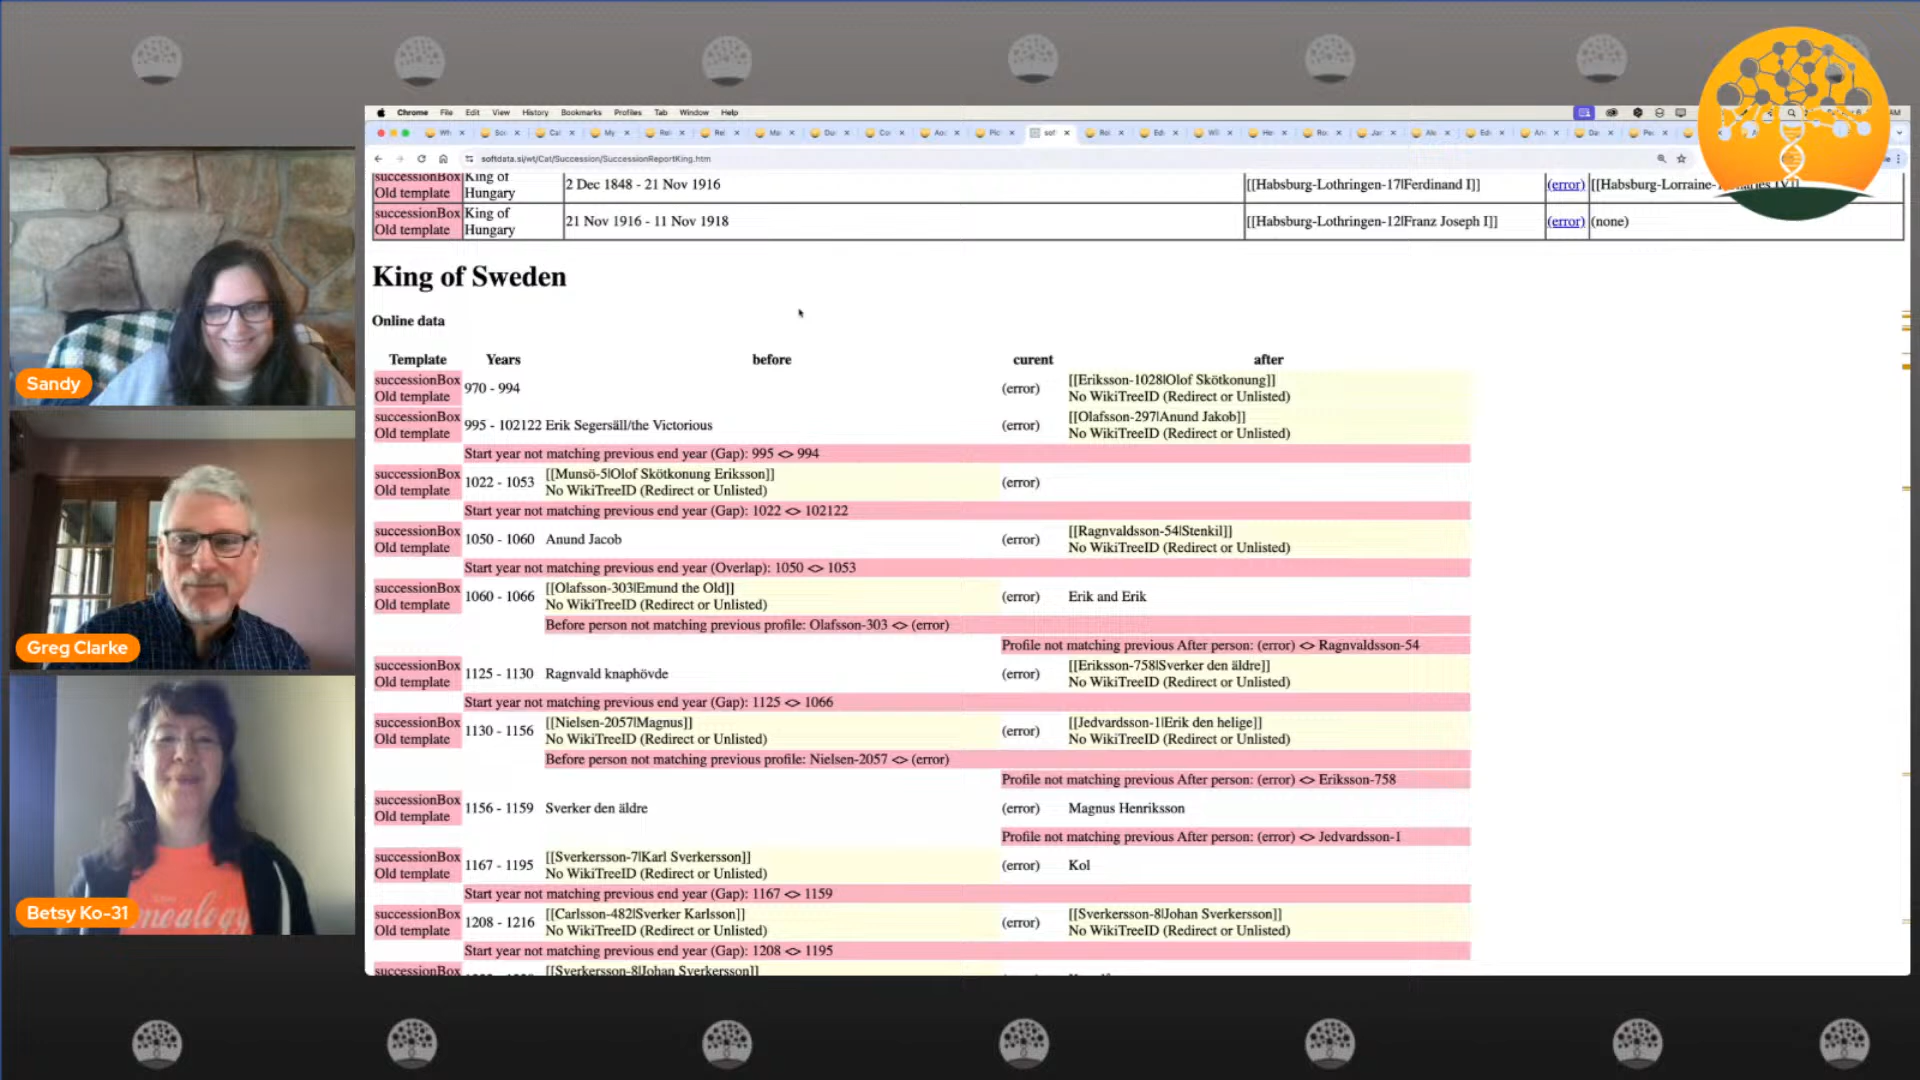 Chrome File Edit View History Bookmarks Profiles Tab Window Help
softdata.si/wt/Cat/Succession/SuccessionReportKing.htm
successionBox Old template King of Hungary 2 Dec 1848 - 21 Nov 1916 [[Habsburg-Lothringen-17|Ferdinand I]] (error)
successionBox Old template King of Hungary 21 Nov 1916 - 11 Nov 1918 [[Habsburg-Lothringen-12|Franz Joseph I]] (error) (none)
King of Sweden
Online data
Template Years before curent after
successionBox [[Eriksson-1028|Olof Skötkonung]]
Old template 970 - 994 (error) No WikiTreeID (Redirect or Unlisted)
successionBox [[Olafsson-297|Anund Jakob]]
Old template 995 - 102122 Erik Segersäll/the Victorious (error) No WikiTreeID (Redirect or Unlisted)
Start year not matching previous end year (Gap): 995 <> 994
successionBox [[Munsö-5|Olof Skötkonung Eriksson]]
Old template 1022 - 1053 No WikiTreeID (Redirect or Unlisted) (error)
Start year not matching previous end year (Gap): 1022 <> 102122
successionBox [[Ragnvaldsson-54|Stenkil]]
Old template 1050 - 1060 Anund Jacob (error) No WikiTreeID (Redirect or Unlisted)
Start year not matching previous end year (Overlap): 1050 <> 1053
successionBox [[Olafsson-303|Emund the Old]]
Old template 1060 - 1066 No WikiTreeID (Redirect or Unlisted) (error) Erik and Erik
Before person not matching previous profile: Olafsson-303 <> (error)
Profile not matching previous After person: (error) <> Ragnvaldsson-54
successionBox [[Eriksson-758|Sverker den äldre]]
Old template 1125 - 1130 Ragnvald knaphövde (error) No WikiTreeID (Redirect or Unlisted)
Start year not matching previous end year (Gap): 1125 <> 1066
successionBox [[Nielsen-2057|Magnus]] [[Jedvardsson-1|Erik den helige]]
Old template 1130 - 1156 No WikiTreeID (Redirect or Unlisted) (error) No WikiTreeID (Redirect or Unlisted)
Before person not matching previous profile: Nielsen-2057 <> (error)
Profile not matching previous After person: (error) <> Eriksson-758
successionBox
Old template 1156 - 1159 Sverker den äldre (error) Magnus Henriksson
Profile not matching previous After person: (error) <> Jedvardsson-1
successionBox [[Sverkersson-7|Karl Sverkersson]]
Old template 1167 - 1195 No WikiTreeID (Redirect or Unlisted) (error) Kol
Start year not matching previous end year (Gap): 1167 <> 1159
successionBox [[Carlsson-482|Sverker Karlsson]] [[Sverkersson-8|Johan Sverkersson]]
Old template 1208 - 1216 No WikiTreeID (Redirect or Unlisted) (error) No WikiTreeID (Redirect or Unlisted)
Start year not matching previous end year (Gap): 1208 <> 1195
successionBox [[Sverkersson-8|Johan Sverkersson]]
Sandy
Greg Clarke
Betsy Ko-31